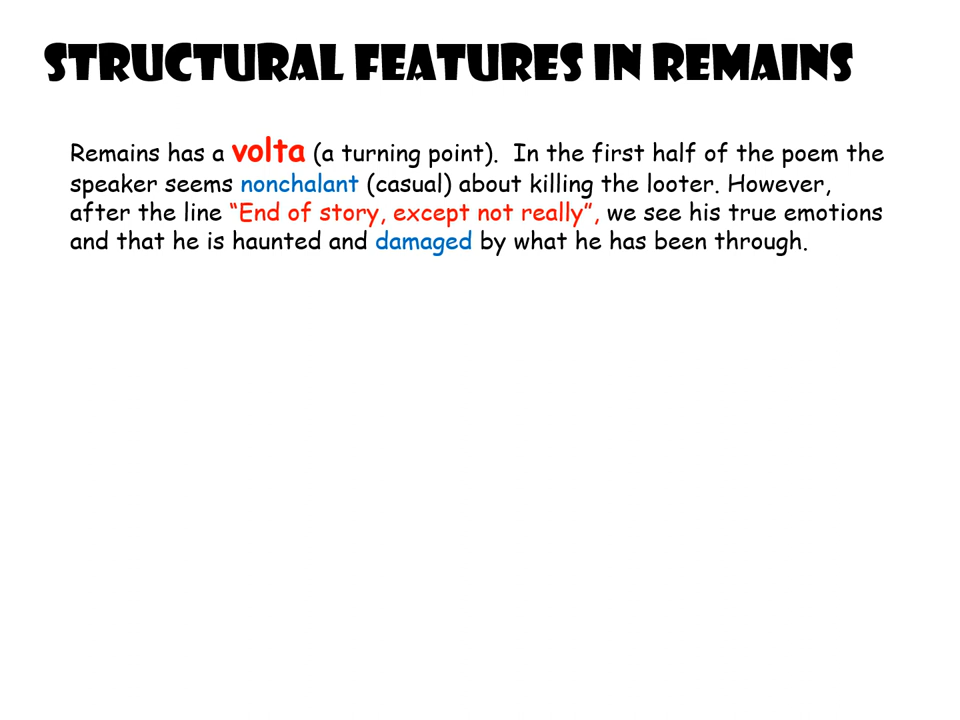 STRUCTURAL FEATURES IN REMAINS
Remains has a volta (a turning point).  In the first half of the poem the
speaker seems nonchalant (casual) about killing the looter. However,
after the line “End of story, except not really”, we see his true emotions
and that he is haunted and damaged by what he has been through.